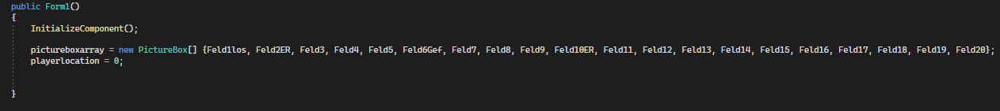 public Form1()
{
InitializeComponent();
pictureboxarray = new PictureBox[] {Feld1los, Feld2ER, Feld3, Feld4, Feld5, Feld6Gef, Feld7, Feld8, Feld9, Feld10ER, Feld11, Feld12, Feld13, Feld14, Feld15, Feld16, Feld17, Feld18, Feld19, Feld20};
playerlocation = 0;
}